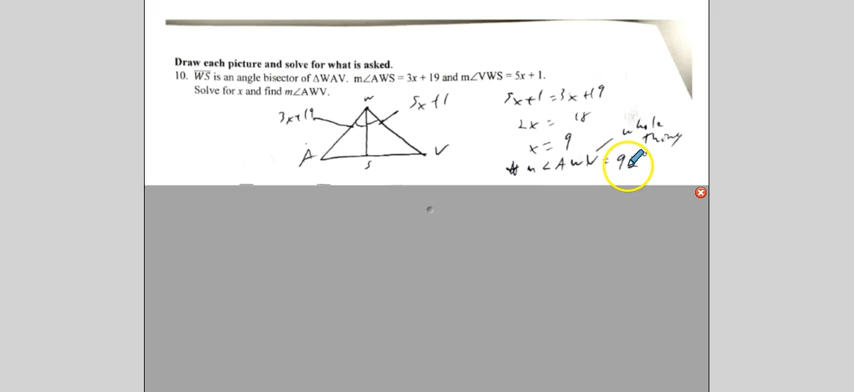 Draw each picture and solve for what is asked.
10. WS is an angle bisector of ΔWAV. m∠AWS = 3x + 19 and m∠VWS = 5x + 1.
Solve for x and find m∠AWV.
W
3x+19
5x+1
A
S
V
5x+1=3x+19
2x = 18
x = 9
whole
thing
m∠AWV =